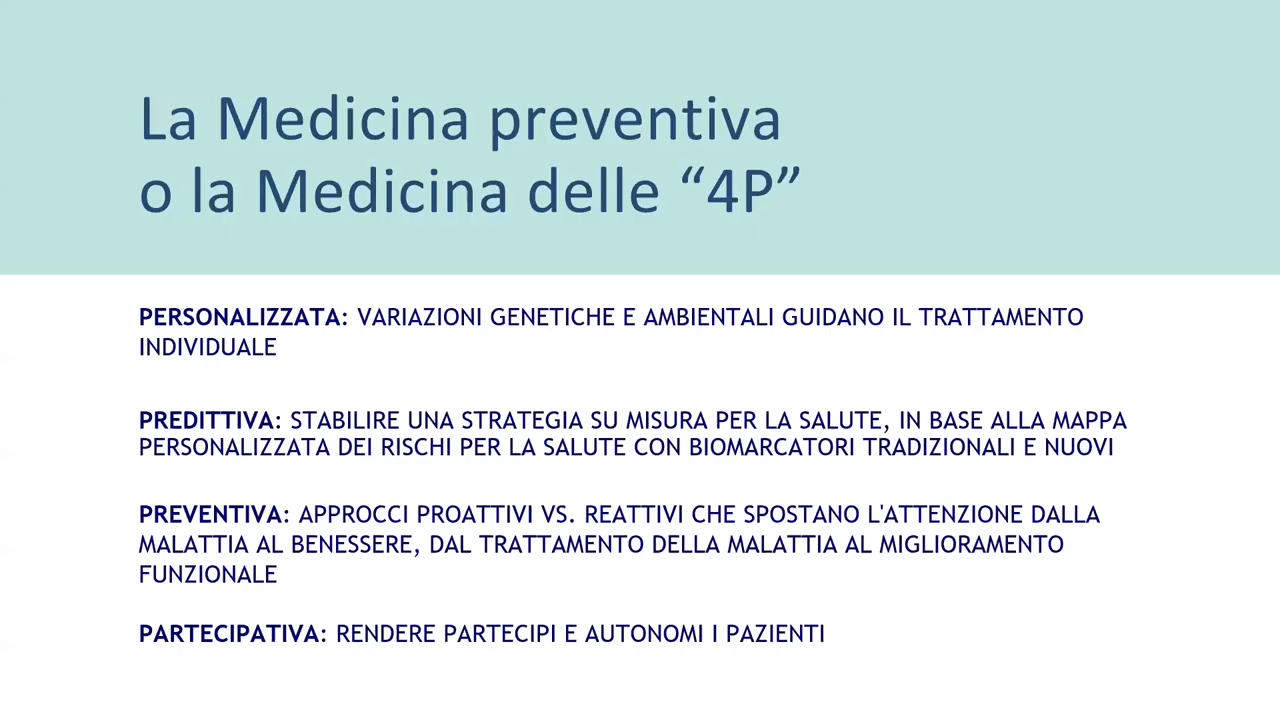 La Medicina preventiva
o la Medicina delle “4P”
PERSONALIZZATA: VARIAZIONI GENETICHE E AMBIENTALI GUIDANO IL TRATTAMENTO
INDIVIDUALE
PREDITTIVA: STABILIRE UNA STRATEGIA SU MISURA PER LA SALUTE, IN BASE ALLA MAPPA
PERSONALIZZATA DEI RISCHI PER LA SALUTE CON BIOMARCATORI TRADIZIONALI E NUOVI
PREVENTIVA: APPROCCI PROATTIVI VS. REATTIVI CHE SPOSTANO L'ATTENZIONE DALLA
MALATTIA AL BENESSERE, DAL TRATTAMENTO DELLA MALATTIA AL MIGLIORAMENTO
FUNZIONALE
PARTECIPATIVA: RENDERE PARTECIPI E AUTONOMI I PAZIENTI